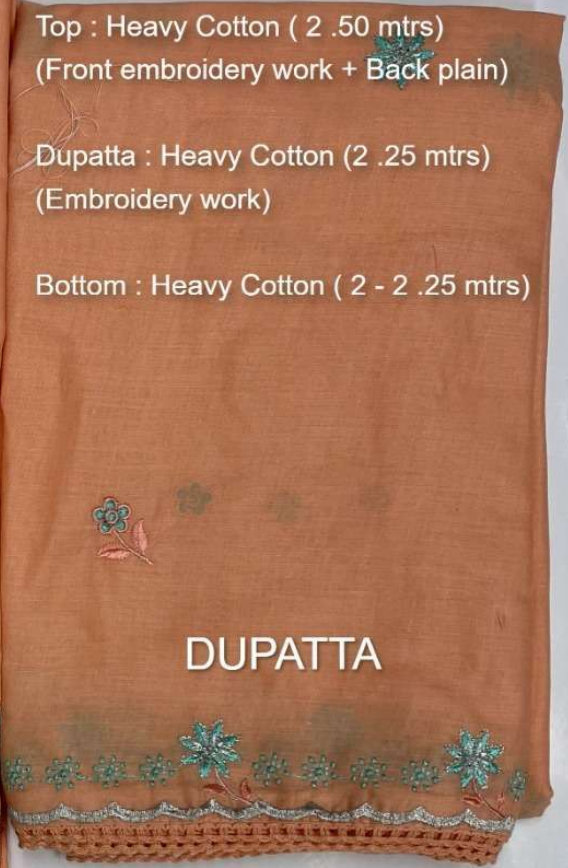 Top : Heavy Cotton ( 2 .50 mtrs)
(Front embroidery work + Back plain)
Dupatta : Heavy Cotton (2 .25 mtrs)
(Embroidery work)
Bottom : Heavy Cotton ( 2 - 2 .25 mtrs)
DUPATTA